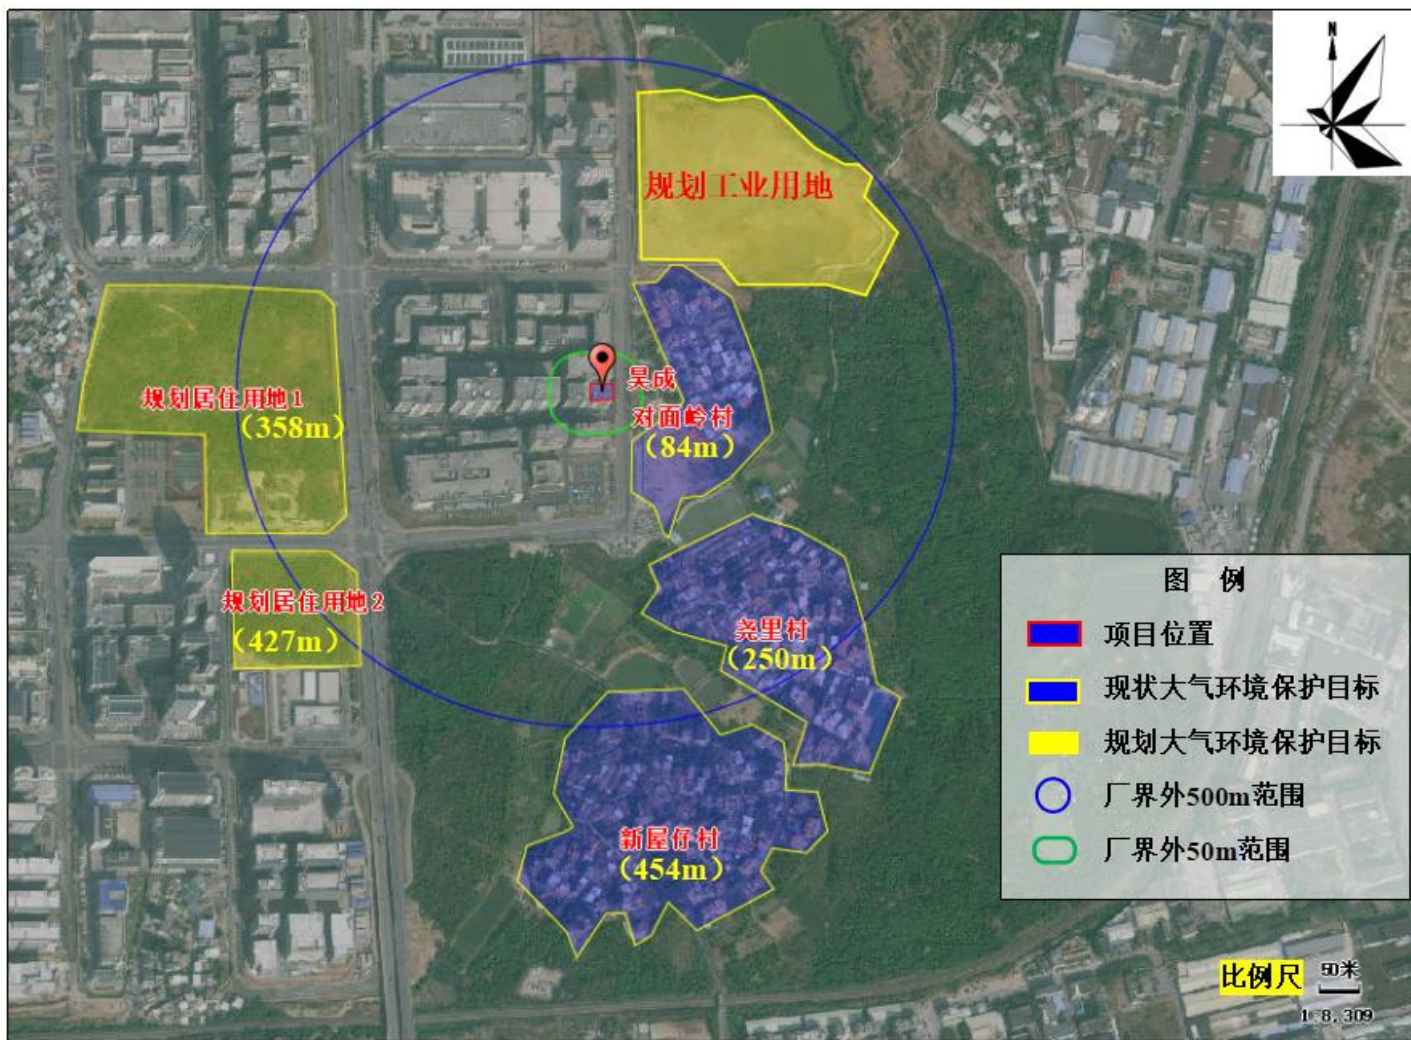 N
规划工业用地
昊成
规划居住用地1
（358m）
对面岭村
（84m）
规划居住用地2
（427m）
尧里村
（250m）
新屋仔村
（454m）
图 例
项目位置
现状大气环境保护目标
规划大气环境保护目标
厂界外500m范围
厂界外50m范围
比例尺
50米
1:8,309